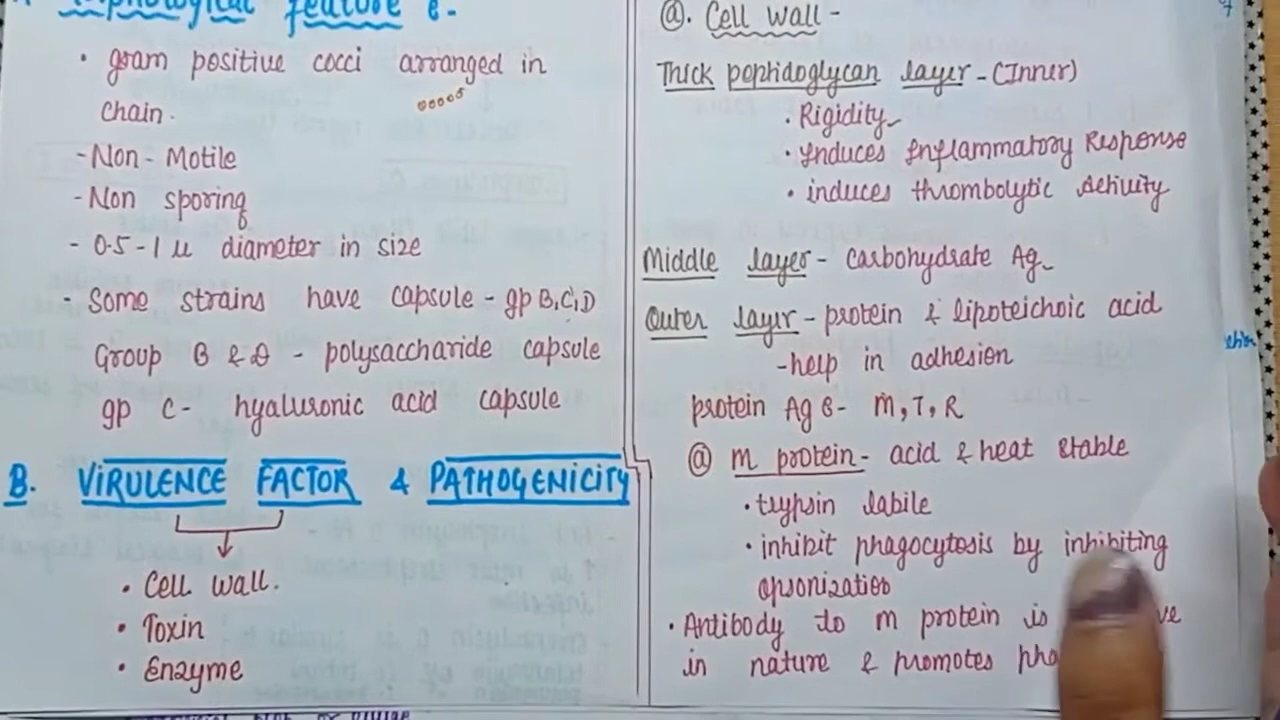 feature :-
• gram positive cocci arranged in
chain.
- Non-Motile
- Non sporing
- 0.5-1 µ diameter in size
- Some strains have capsule - gp B,C,D
Group B & D - polysaccharide capsule
gp C- hyaluronic acid capsule
B. VIRULENCE FACTOR & PATHOGENICITY
• Cell wall.
• Toxin
• Enzyme
@. Cell wall -
Thick peptidoglycan layer - (Inner)
• Rigidity
• Induces Inflammatory Response
• induces thrombolytic activity
Middle layer - Carbohydrate Ag
Outer layer - protein & lipoteichoic acid
-help in adhesion
protein Ag :- M, T, R
@ M protein - acid & heat stable
• trypsin labile
• inhibit phagocytosis by inhibiting
opsonization
• Antibody to m protein is
in nature & promotes